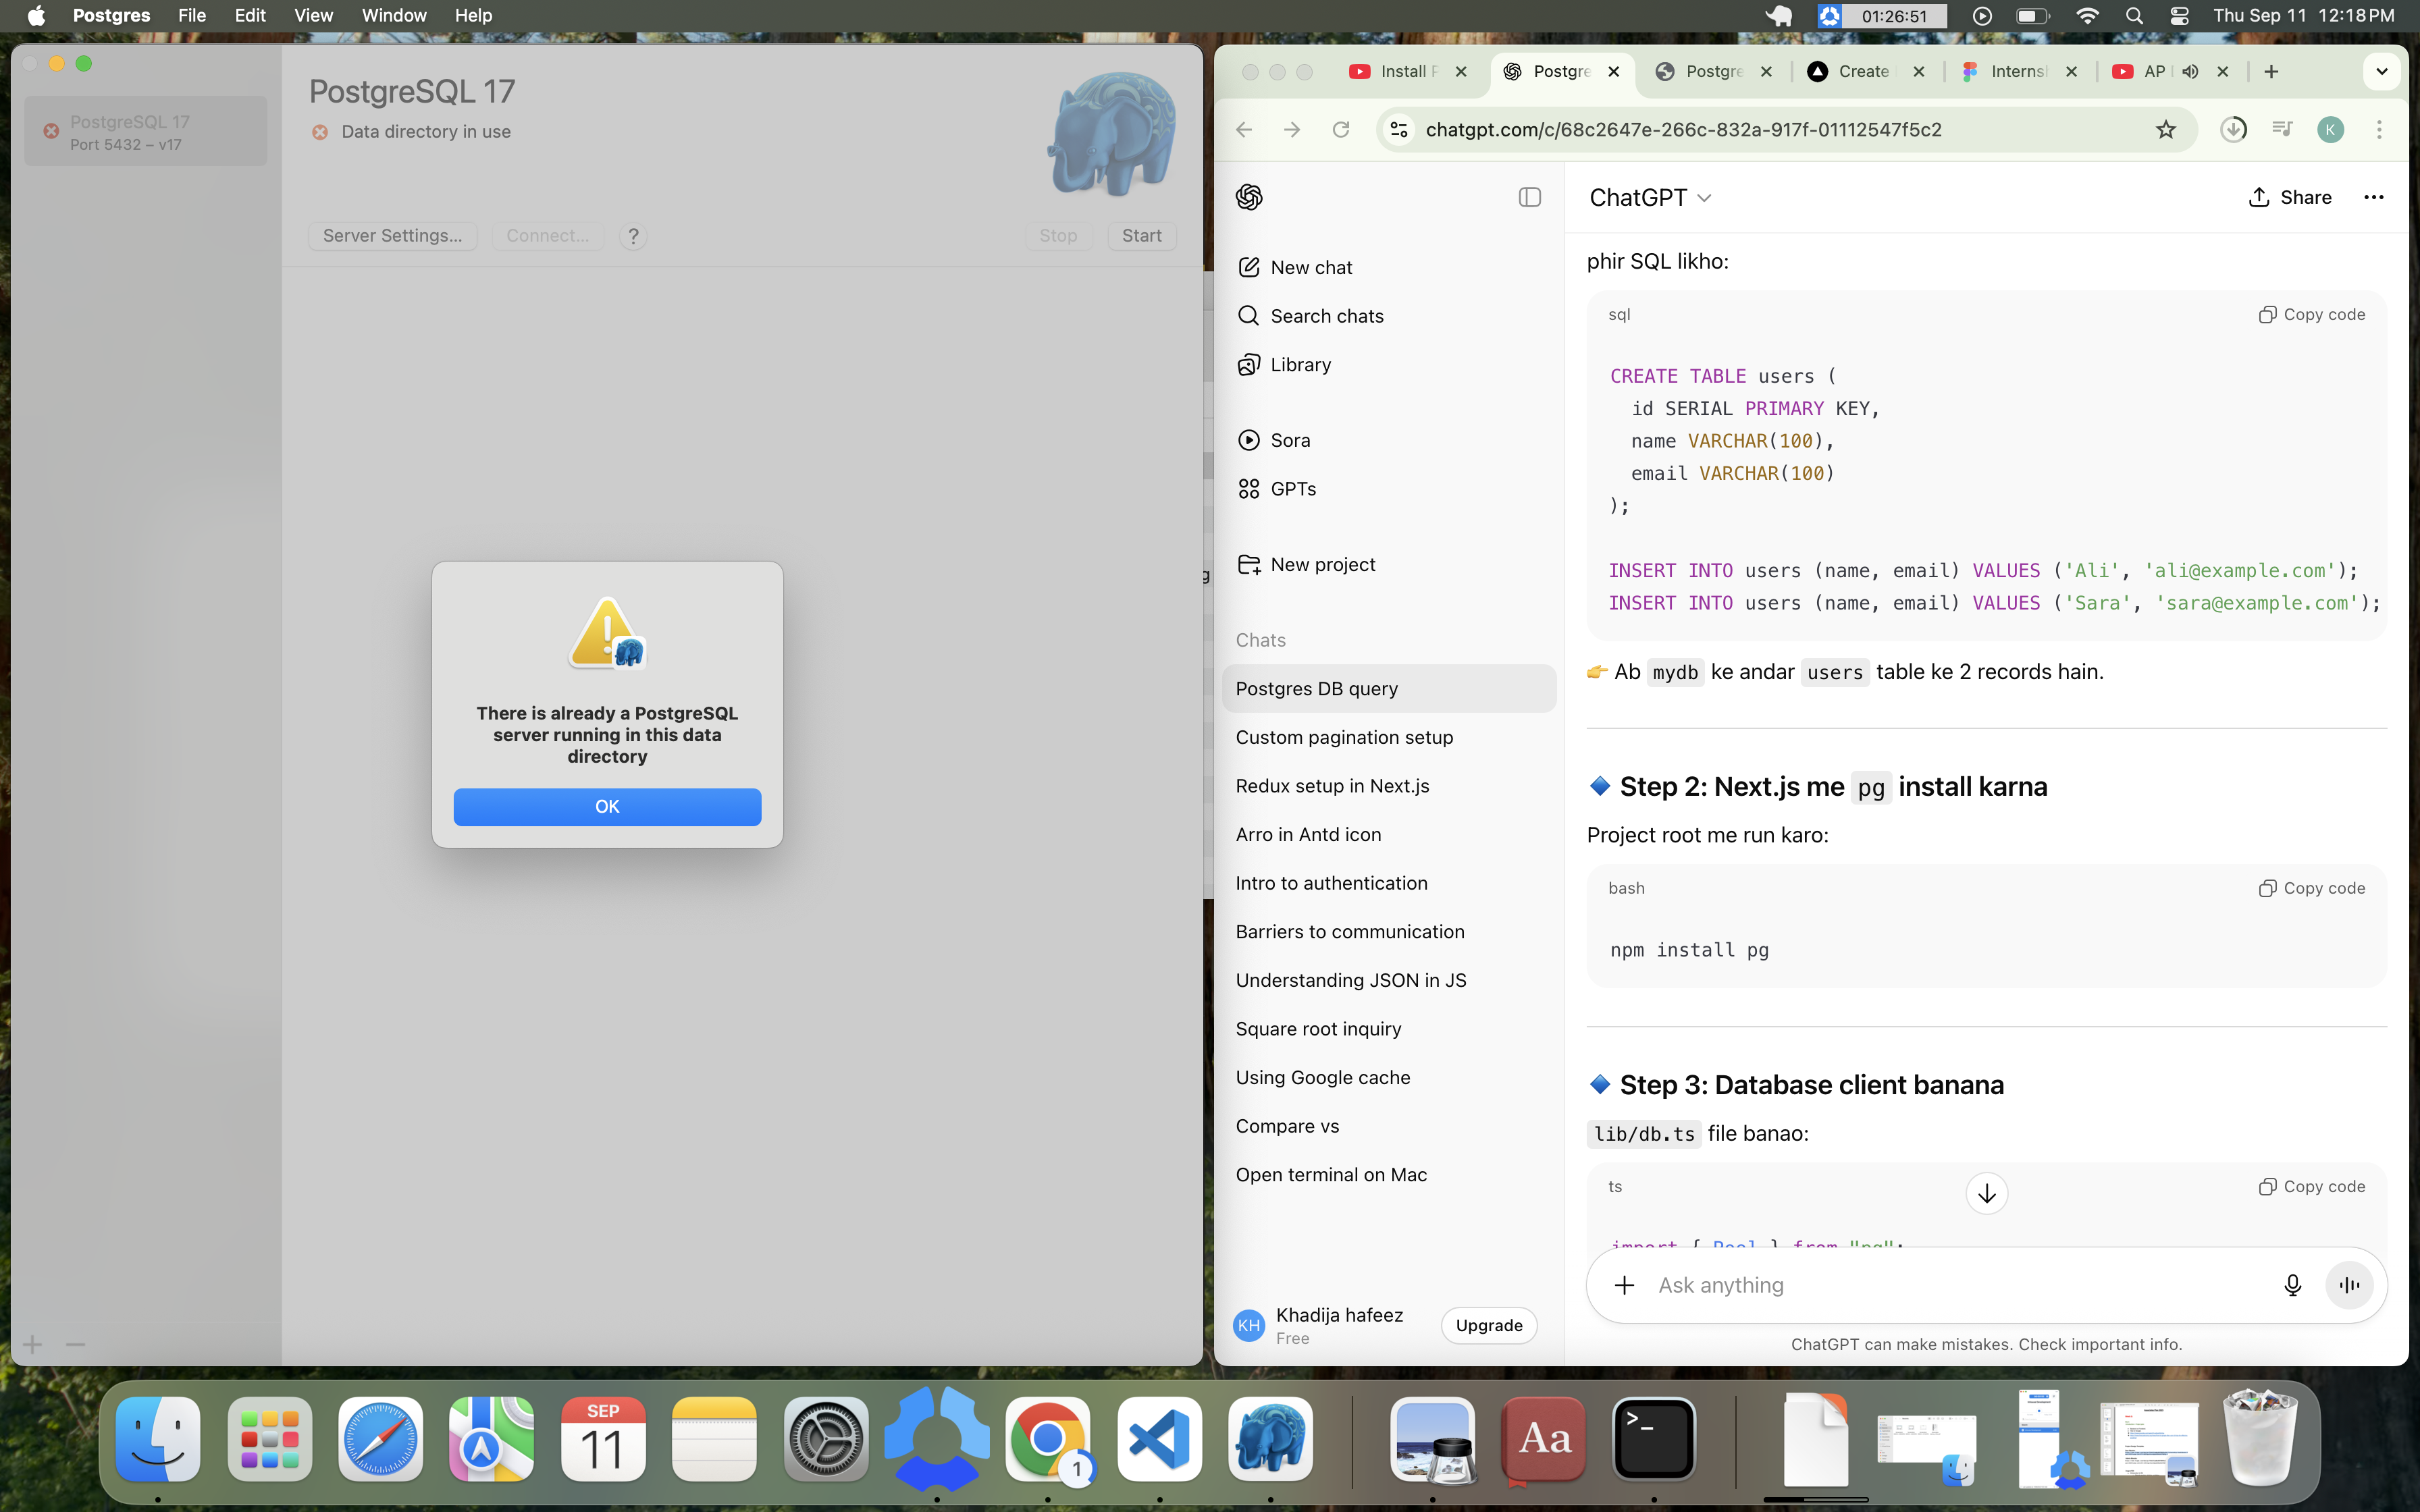 Postgres File Edit View Window Help
01:26:51
Thu Sep 11 12:18 PM
PostgreSQL 17
Port 5432 – v17
PostgreSQL 17
Data directory in use
Server Settings...
Connect...
?
Stop
Start
There is already a PostgreSQL
server running in this data
directory
OK
Install P
Postgre
Postgre
Create
Interns
AP
chatgpt.com/c/68c2647e-266c-832a-917f-01112547f5c2
K
New chat
Search chats
Library
Sora
GPTs
New project
Chats
Postgres DB query
Custom pagination setup
Redux setup in Next.js
Arro in Antd icon
Intro to authentication
Barriers to communication
Understanding JSON in JS
Square root inquiry
Using Google cache
Compare vs
Open terminal on Mac
KH
Khadija hafeez
Free
Upgrade
ChatGPT
Share
phir SQL likho:
sql
Copy code
CREATE TABLE users (
id SERIAL PRIMARY KEY,
name VARCHAR(100),
email VARCHAR(100)
);
INSERT INTO users (name, email) VALUES ('Ali', 'ali@example.com');
INSERT INTO users (name, email) VALUES ('Sara', 'sara@example.com');
👉 Ab mydb ke andar users table ke 2 records hain.
🔹 Step 2: Next.js me pg install karna
Project root me run karo:
bash
Copy code
npm install pg
🔹 Step 3: Database client banana
lib/db.ts file banao:
ts
Copy code
import { Pool } from "pg";
Ask anything
ChatGPT can make mistakes. Check important info.
SEP
11
1
Aa
>_